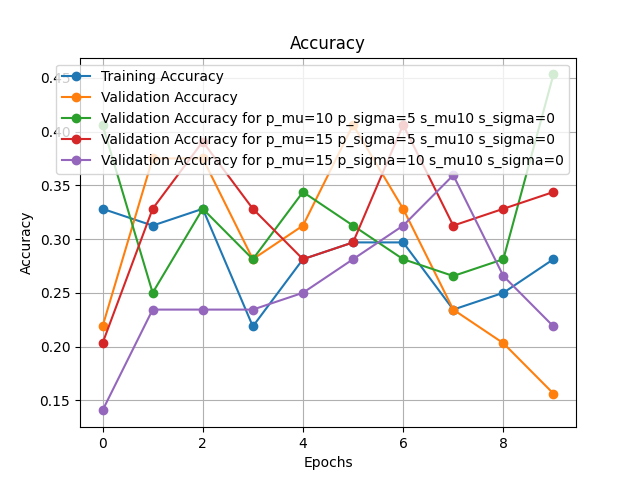 Accuracy
Training Accuracy
Validation Accuracy
Validation Accuracy for p_mu=10 p_sigma=5 s_mu10 s_sigma=0
Validation Accuracy for p_mu=15 p_sigma=5 s_mu10 s_sigma=0
Validation Accuracy for p_mu=15 p_sigma=10 s_mu10 s_sigma=0
0.45
0.40
0.35
0.30
0.25
0.20
0.15
Accuracy
0 2 4 6 8
Epochs